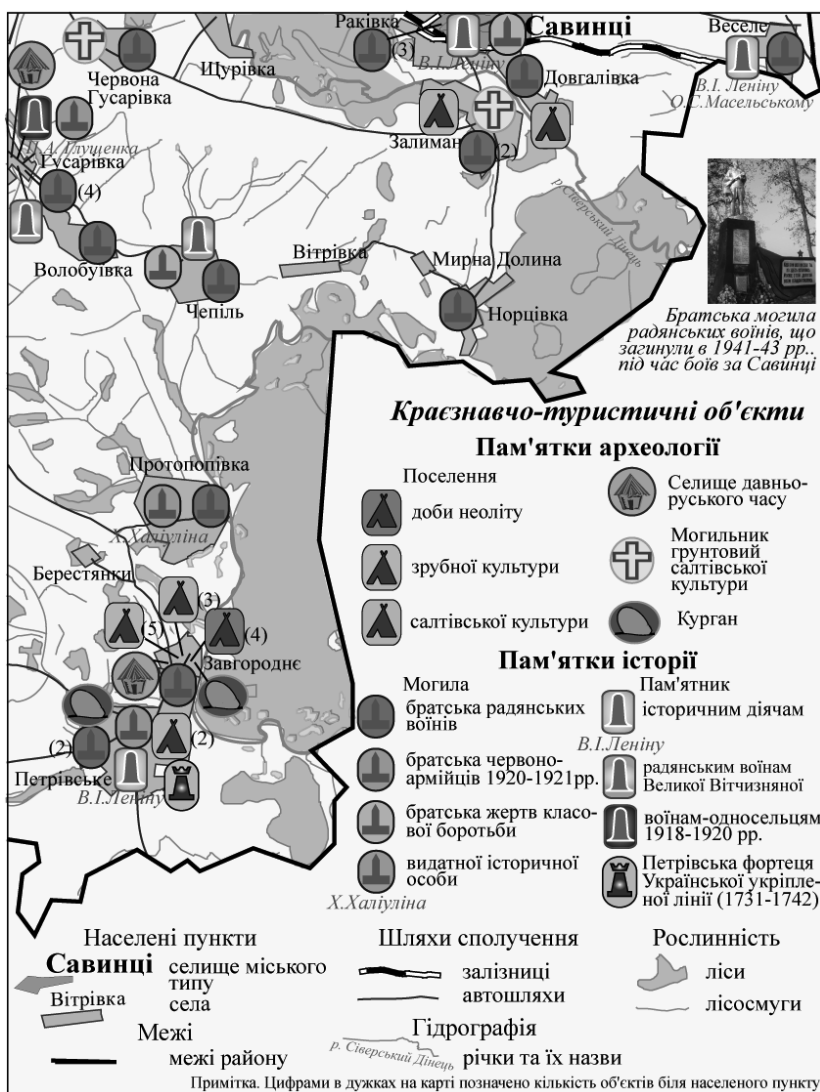 Раківка
Савинці
Веселе
(3)
В.І.Леніну
Червона
Гусарівка
Щурівка
Довгалівка
В.І. Леніну
О.С.Масельському
Залиман
(2)
П.А. Глущенка
Гусарівка
(4)
р. Сіверський Дінець
Волобуївка
Чепіль
Вітрівка
Мирна Долина
Норцівка
Братська могила
радянських воїнів, що
загинули в 1941-43 рр..
під час боїв за Савинці
Краєзнавчо-туристичні об'єкти
Пам'ятки археології
Поселення
доби неоліту
зрубної культури
салтівської культури
Селище давньо-
руського часу
Могильник
грунтовий
салтівської
культури
Курган
Протопопівка
Х.Халіуліна
Берестянки
(3)
(5)
(4)
Завгороднє
(2)
(2)
Петрівське
В.І.Леніну
Пам'ятки історії
Могила
братська радянських
воїнів
братська червоно-
армійців 1920-1921рр.
братська жертв класо-
вої боротьби
видатної історичної
особи
Х.Халіуліна
Пам'ятник
історичним діячам
В.І.Леніну
радянським воїнам
Великої Вітчизняної
воїнам-односельцям
1918-1920 рр.
Петрівська фортеця
Української укріпле-
ної лінії (1731-1742)
Населені пункти
Савинці селище міського
типу
Вітрівка
села
Межі
межі району
Шляхи сполучення
залізниці
автошляхи
Гідрографія
р. Сіверський Дінець
річки та їх назви
Рослинність
ліси
лісосмуги
Примітка. Цифрами в дужках на карті позначено кількість об'єктів біля населеного пункту